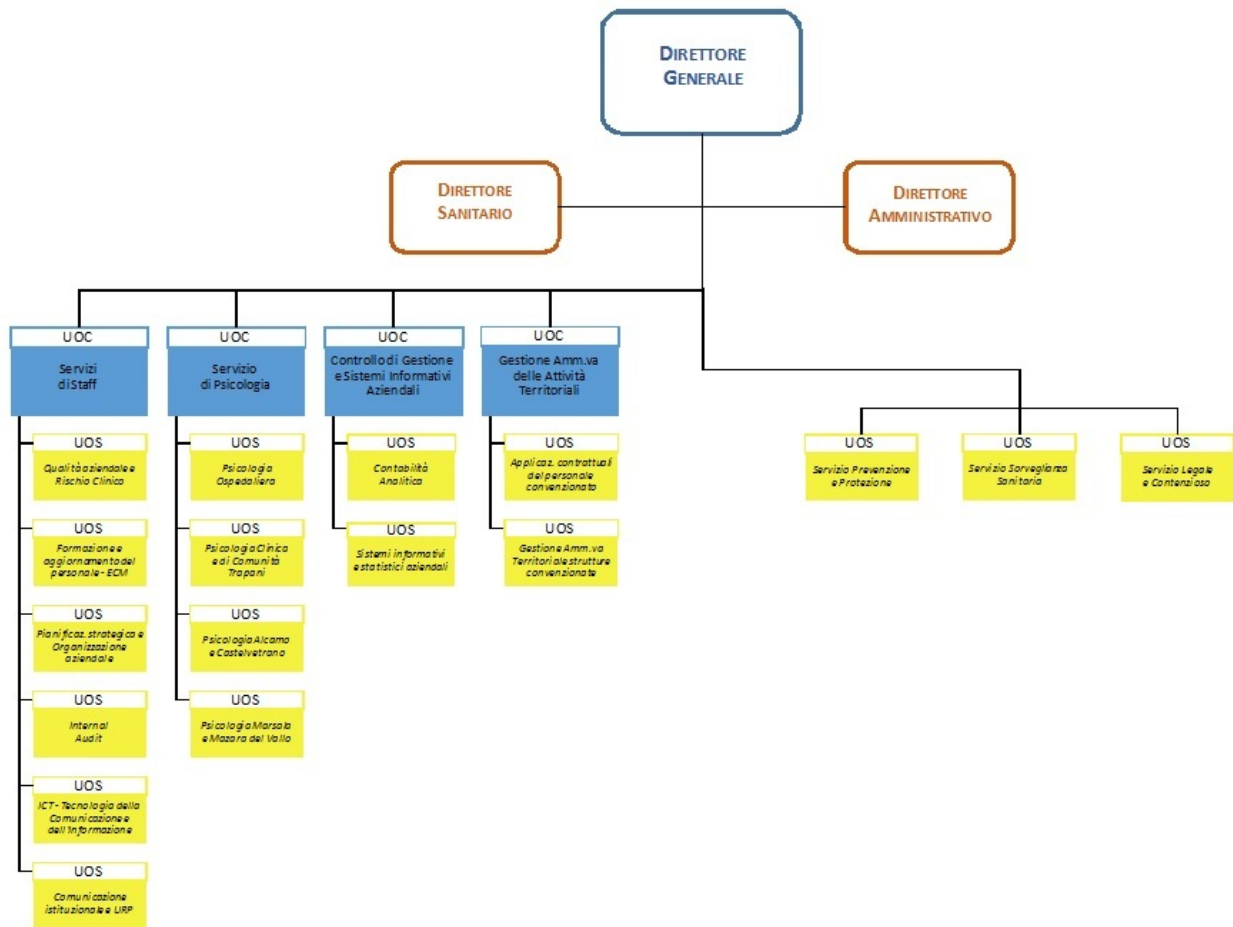 DIRETTORE
GENERALE
DIRETTORE
SANITARIO
DIRETTORE
AMMINISTRATIVO
UOC
Servizi
di Staff
UOS
Qualità aziendale e
Rischio Clinico
UOS
Formazione e
aggiornamento del
personale - ECM
UOS
Pianificaz. strategica e
Organizzazione
aziendale
UOS
Internal
Audit
UOS
ICT - Tecnologia della
Comunicazione e
dell'Informazione
UOS
Comunicazione
istituzionale e URP
UOC
Servizio
di Psicologia
UOS
Psicologia
Ospedaliera
UOS
Psicologia Clinica
e di Comunità
Trapani
UOS
Psicologia Alcamo
e Castelvetrano
UOS
Psicologia Marsala
e Mazara del Vallo
UOC
Controllo di Gestione
e Sistemi Informativi
Aziendali
UOS
Contabilità
Analitica
UOS
Sistemi informativi
e statistici aziendali
UOC
Gestione Amm.va
delle Attività
Territoriali
UOS
Applicaz. contrattuali
del personale
convenzionato
UOS
Gestione Amm.va
Territoriale strutture
convenzionate
UOS
Servizio Prevenzione
e Protezione
UOS
Servizio Sorveglianza
Sanitaria
UOS
Servizio Legale
e Contenzioso